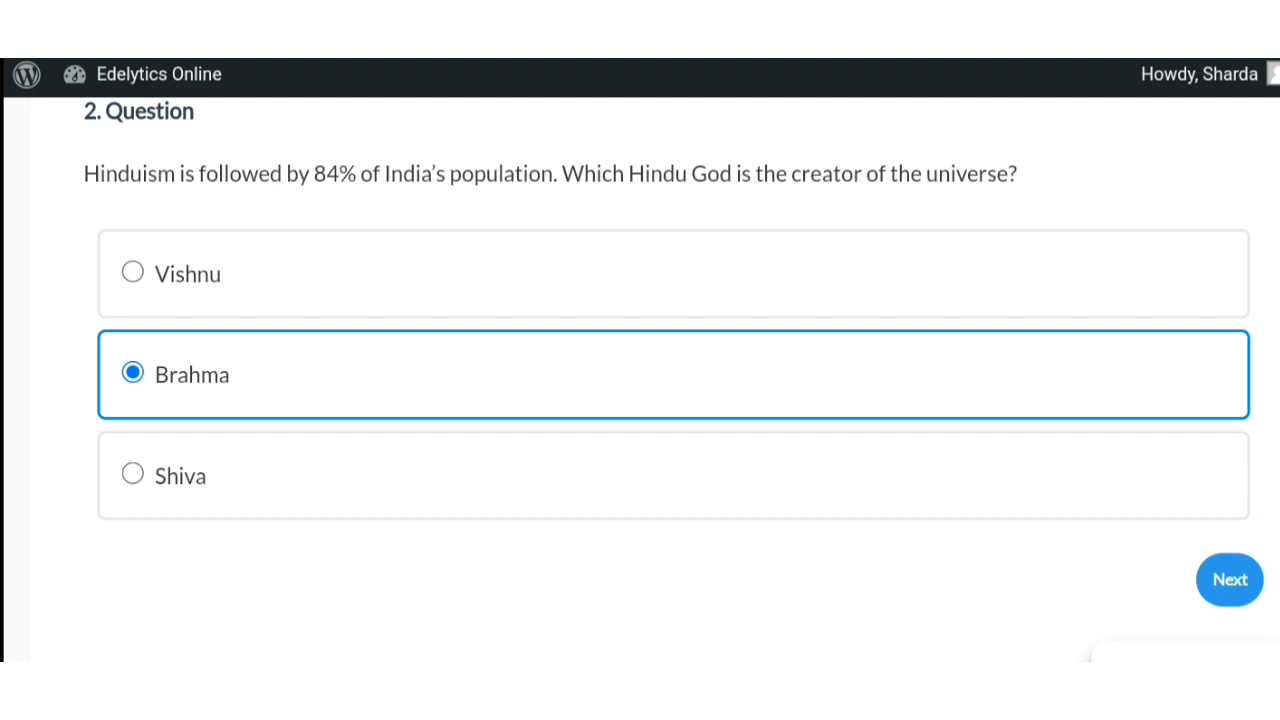 Edelytics Online
Howdy, Sharda
2. Question
Hinduism is followed by 84% of India's population. Which Hindu God is the creator of the universe?
Vishnu
Brahma
Shiva
Next